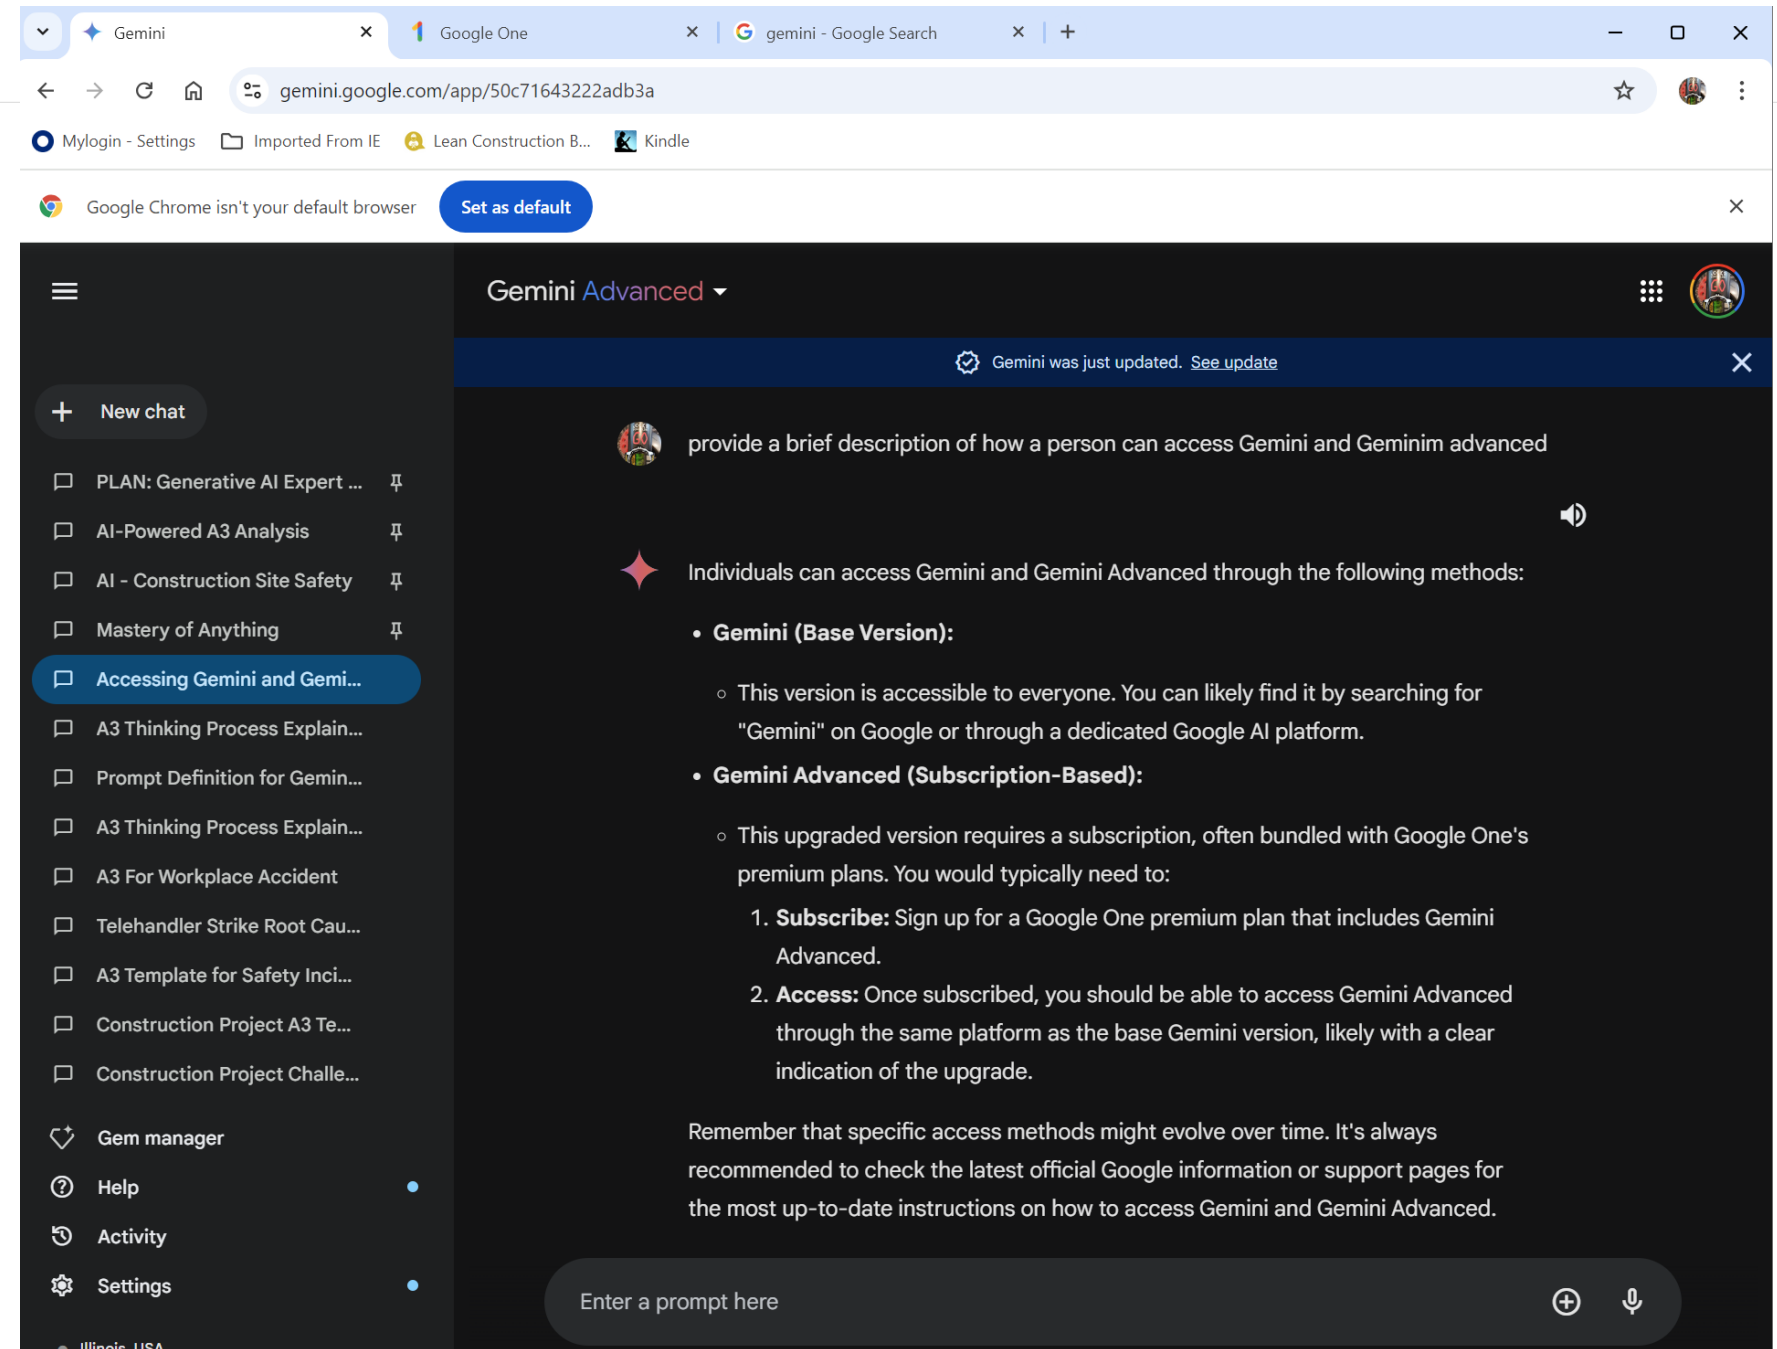 Gemini
Google One
gemini - Google Search
gemini.google.com/app/50c71643222adb3a
Mylogin - Settings
Imported From IE
Lean Construction B...
Kindle
Google Chrome isn't your default browser
Set as default
Gemini Advanced
Gemini was just updated. See update
New chat
PLAN: Generative AI Expert ...
AI-Powered A3 Analysis
AI - Construction Site Safety
Mastery of Anything
Accessing Gemini and Gemi...
A3 Thinking Process Explain...
Prompt Definition for Gemin...
A3 Thinking Process Explain...
A3 For Workplace Accident
Telehandler Strike Root Cau...
A3 Template for Safety Inci...
Construction Project A3 Te...
Construction Project Challe...
Gem manager
Help
Activity
Settings
Illinois, USA
provide a brief description of how a person can access Gemini and Geminim advanced
Individuals can access Gemini and Gemini Advanced through the following methods:
• Gemini (Base Version):
○ This version is accessible to everyone. You can likely find it by searching for
"Gemini" on Google or through a dedicated Google AI platform.
• Gemini Advanced (Subscription-Based):
○ This upgraded version requires a subscription, often bundled with Google One's
premium plans. You would typically need to:
1. Subscribe: Sign up for a Google One premium plan that includes Gemini
Advanced.
2. Access: Once subscribed, you should be able to access Gemini Advanced
through the same platform as the base Gemini version, likely with a clear
indication of the upgrade.
Remember that specific access methods might evolve over time. It's always
recommended to check the latest official Google information or support pages for
the most up-to-date instructions on how to access Gemini and Gemini Advanced.
Enter a prompt here